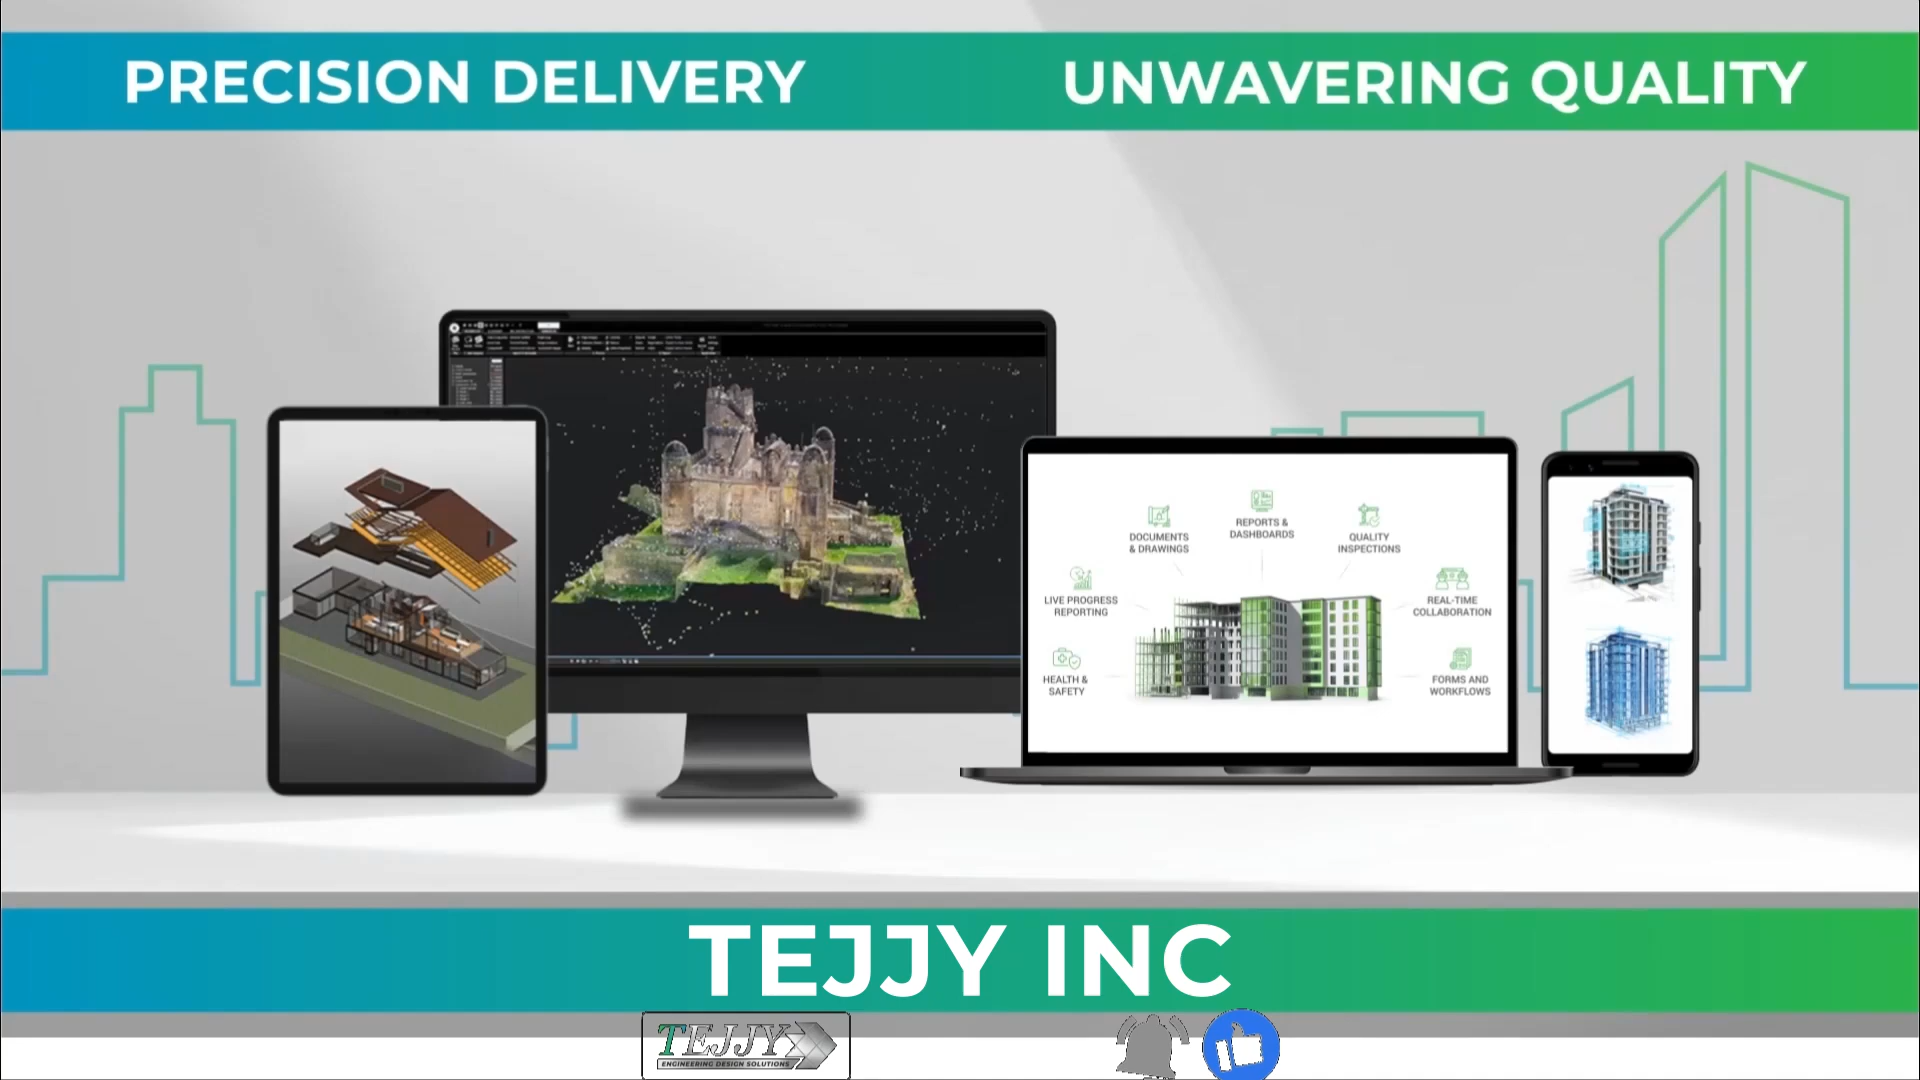 PRECISION DELIVERY
UNWAVERING QUALITY
REPORTS &
DASHBOARDS
DOCUMENTS
& DRAWINGS
QUALITY
INSPECTIONS
LIVE PROGRESS
REPORTING
REAL-TIME
COLLABORATION
HEALTH &
SAFETY
FORMS AND
WORKFLOWS
TEJJY INC
TEJJY
ENGINEERING DESIGN SOLUTIONS